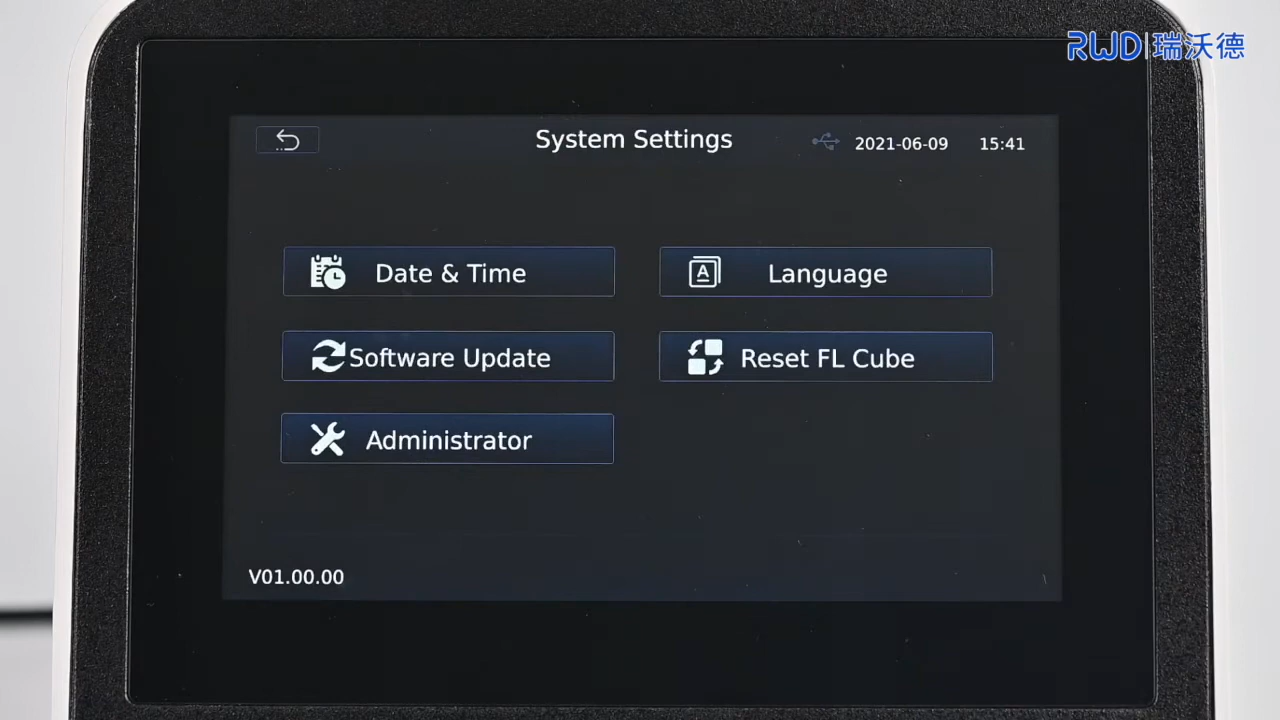 RWD|瑞沃德
System Settings
2021-06-09
15:41
Date & Time
Language
Software Update
Reset FL Cube
Administrator
V01.00.00